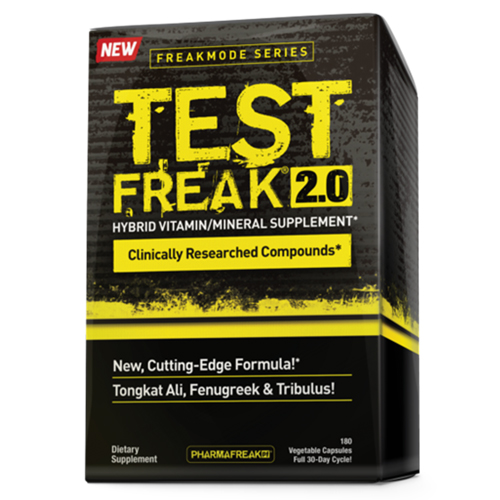 NEW
FREAKMODE SERIES
TEST
FREAK® 2.0
HYBRID VITAMIN/MINERAL SUPPLEMENT*
Clinically Researched Compounds*
New, Cutting-Edge Formula!*
Tongkat Ali, Fenugreek & Tribulus!
Dietary
Supplement
PHARMAFREAK
180
Vegetable Capsules
Full 30-Day Cycle!